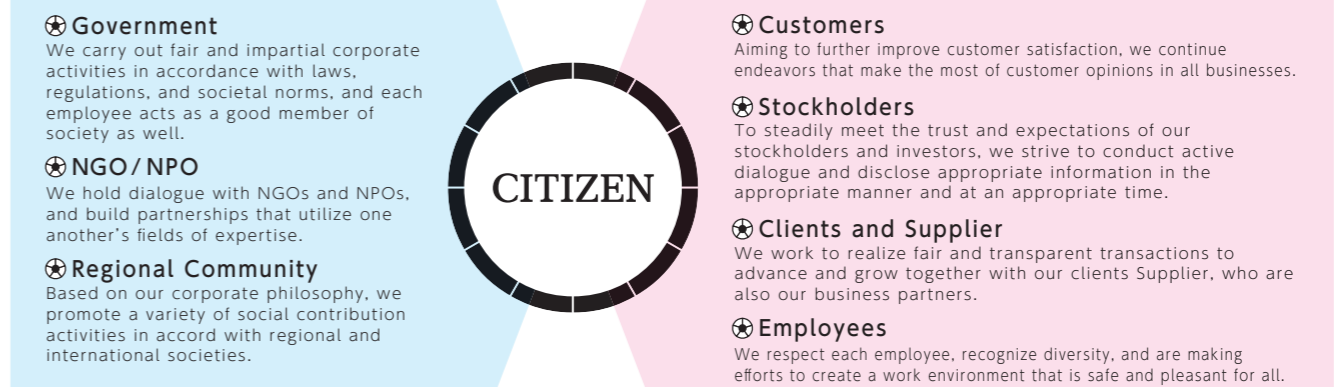 Government
We carry out fair and impartial corporate
activities in accordance with laws,
regulations, and societal norms, and each
employee acts as a good member of
society as well.
NGO/NPO
We hold dialogue with NGOs and NPOs,
and build partnerships that utilize one
another's fields of expertise.
Regional Community
Based on our corporate philosophy, we
promote a variety of social contribution
activities in accord with regional and
international societies.
CITIZEN
Customers
Aiming to further improve customer satisfaction, we continue
endeavors that make the most of customer opinions in all businesses.
Stockholders
To steadily meet the trust and expectations of our
stockholders and investors, we strive to conduct active
dialogue and disclose appropriate information in the
appropriate manner and at an appropriate time.
Clients and Supplier
We work to realize fair and transparent transactions to
advance and grow together with our clients Supplier, who are
also our business partners.
Employees
We respect each employee, recognize diversity, and are making
efforts to create a work environment that is safe and pleasant for all.